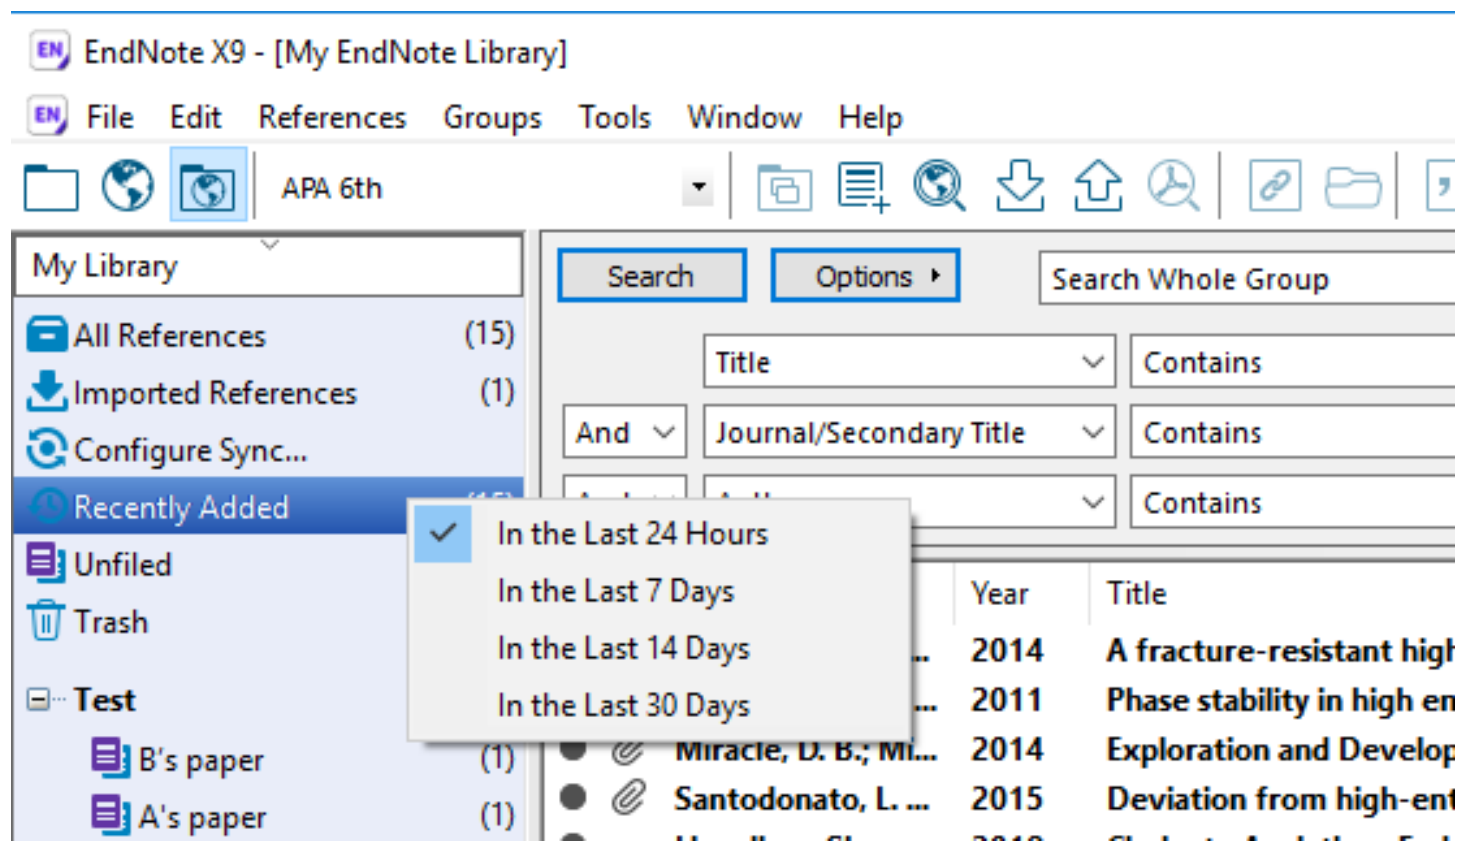 EN EndNote X9 - [My EndNote Library]
EN File Edit References Groups Tools Window Help
APA 6th
My Library
All References (15)
Imported References (1)
Configure Sync...
Recently Added
Unfiled
Trash
Test
B's paper (1)
A's paper (1)
Search Options Search Whole Group
Title Contains
And Journal/Secondary Title Contains
Contains
In the Last 24 Hours
In the Last 7 Days
In the Last 14 Days
In the Last 30 Days
Year Title
... 2014 A fracture-resistant high
... 2011 Phase stability in high en
Miracle, D. B.; Mi... 2014 Exploration and Develop
Santodonato, L. ... 2015 Deviation from high-ent